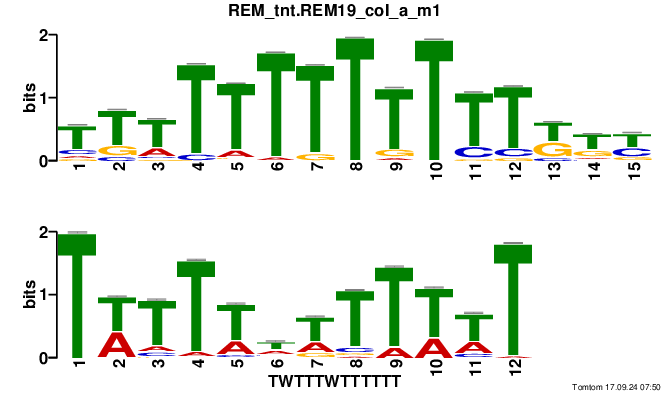 REM_tnt.REM19_col_a_m1
bits
2
1
0
1 2 3 4 5 6 7 8 9 10 11 12 13 14 15
bits
2
1
0
1 2 3 4 5 6 7 8 9 10 11 12
TWTTTWTTTTTT
Tomtom 17.09.24 07:50